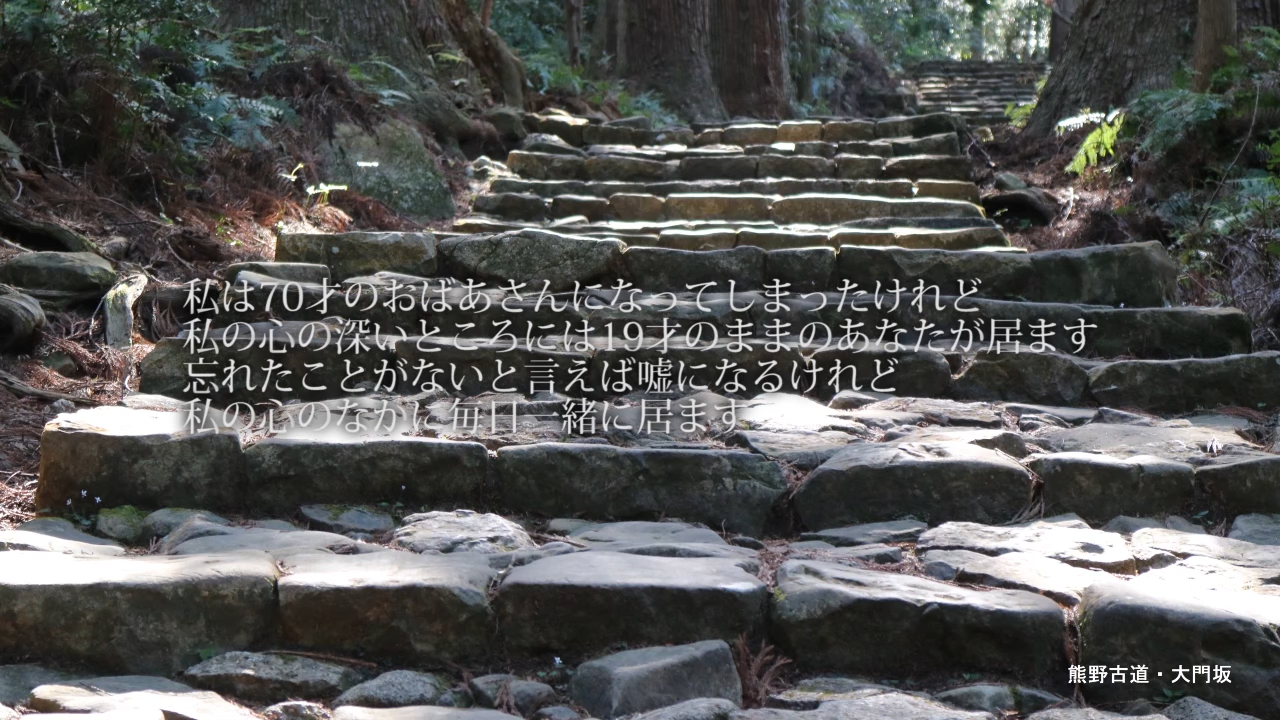 私は70才のおばあさんになってしまったけれど
私の心の深いところには19才のままのあなたが居ます
忘れたことがないと言えば嘘になるけれど
私の心のなかに毎日一緒に居ます
熊野古道・大門坂